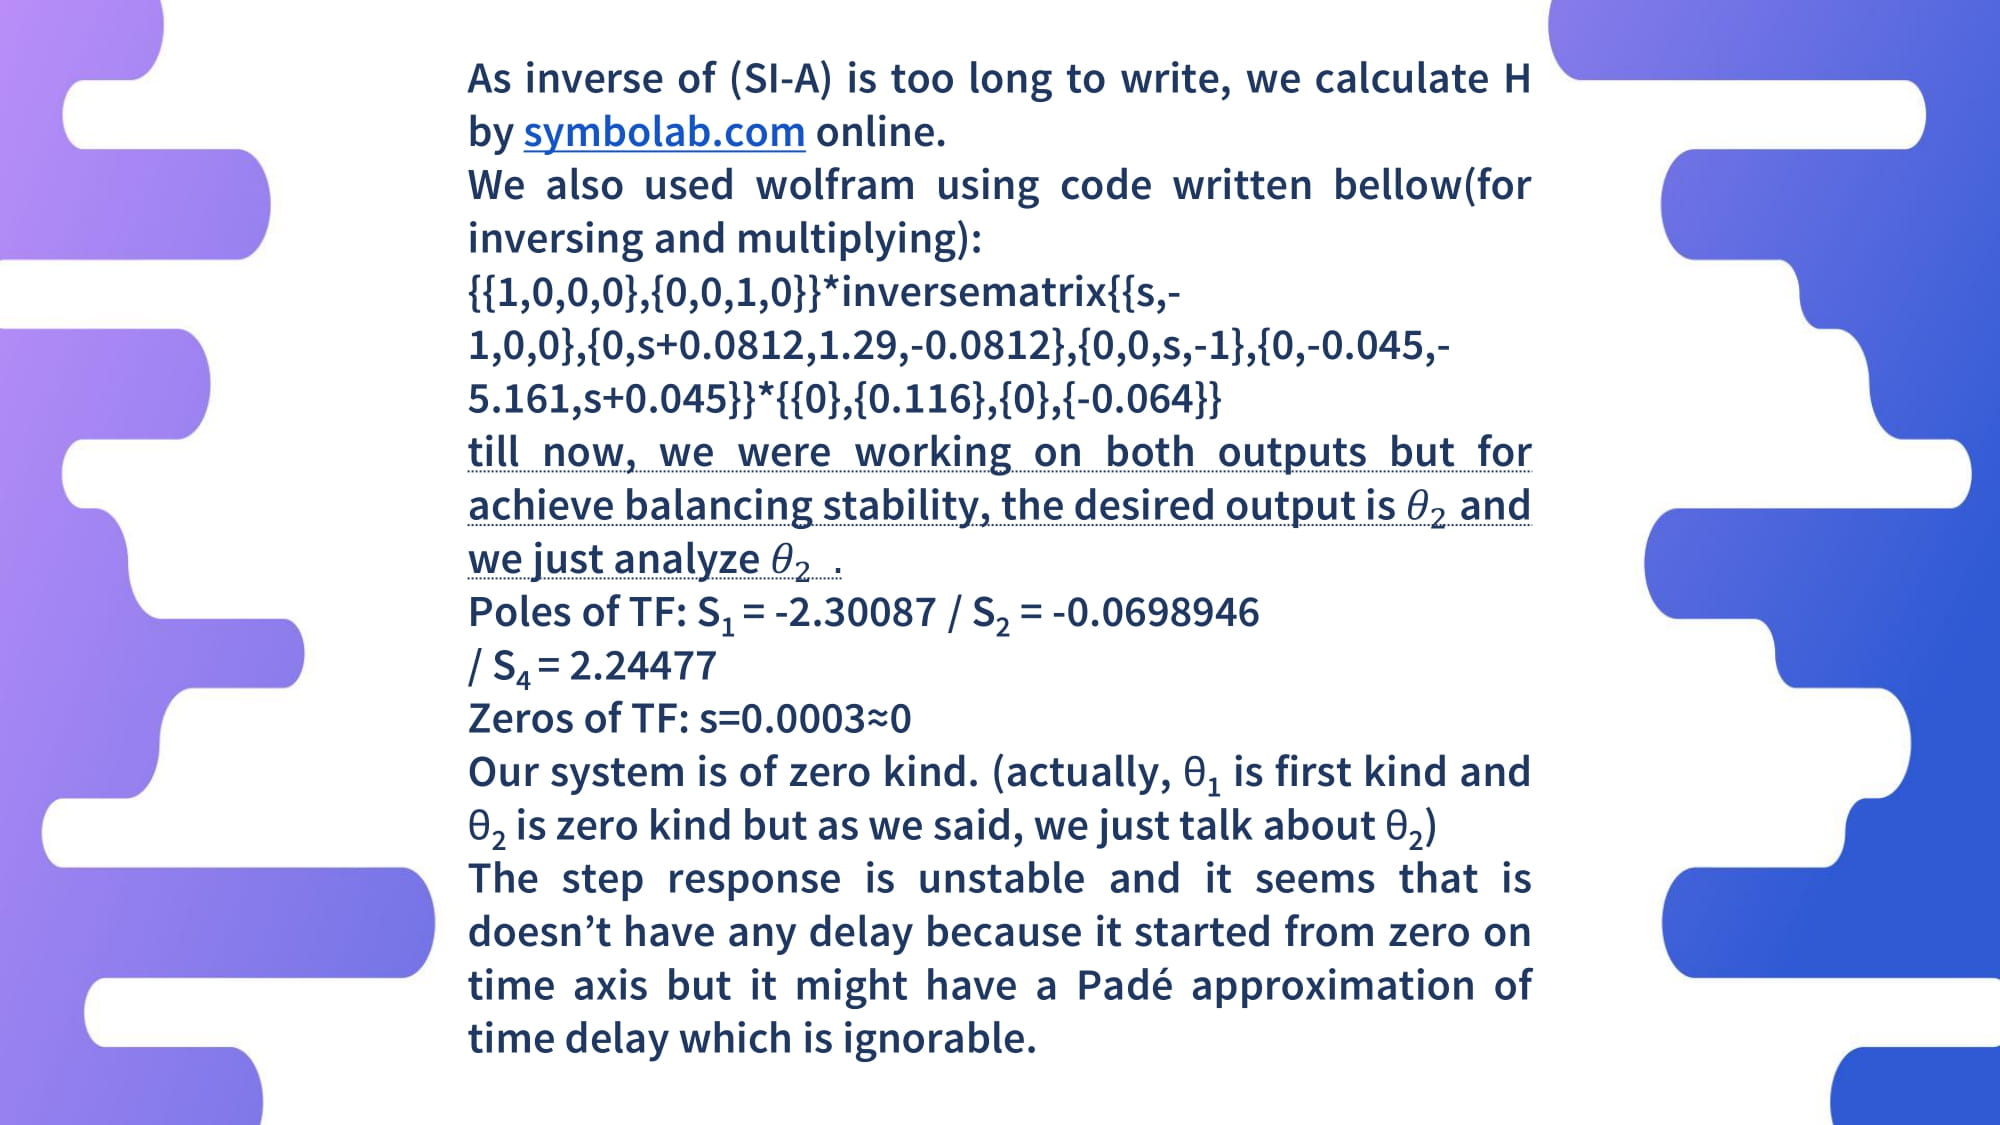 As inverse of (SI-A) is too long to write, we calculate H
by symbolab.com online.
We also used wolfram using code written bellow(for
inversing and multiplying):
{{1,0,0,0},{0,0,1,0}}*inversematrix{{s,-
1,0,0},{0,s+0.0812,1.29,-0.0812},{0,0,s,-1},{0,-0.045,-
5.161,s+0.045}}*{{0},{0.116},{0},{-0.064}}
till now, we were working on both outputs but for
achieve balancing stability, the desired output is θ₂ and
we just analyze θ₂ .
Poles of TF: S₁ = -2.30087 / S₂ = -0.0698946
/ S₄ = 2.24477
Zeros of TF: s=0.0003≈0
Our system is of zero kind. (actually, θ₁ is first kind and
θ₂ is zero kind but as we said, we just talk about θ₂)
The step response is unstable and it seems that is
doesn’t have any delay because it started from zero on
time axis but it might have a Padé approximation of
time delay which is ignorable.